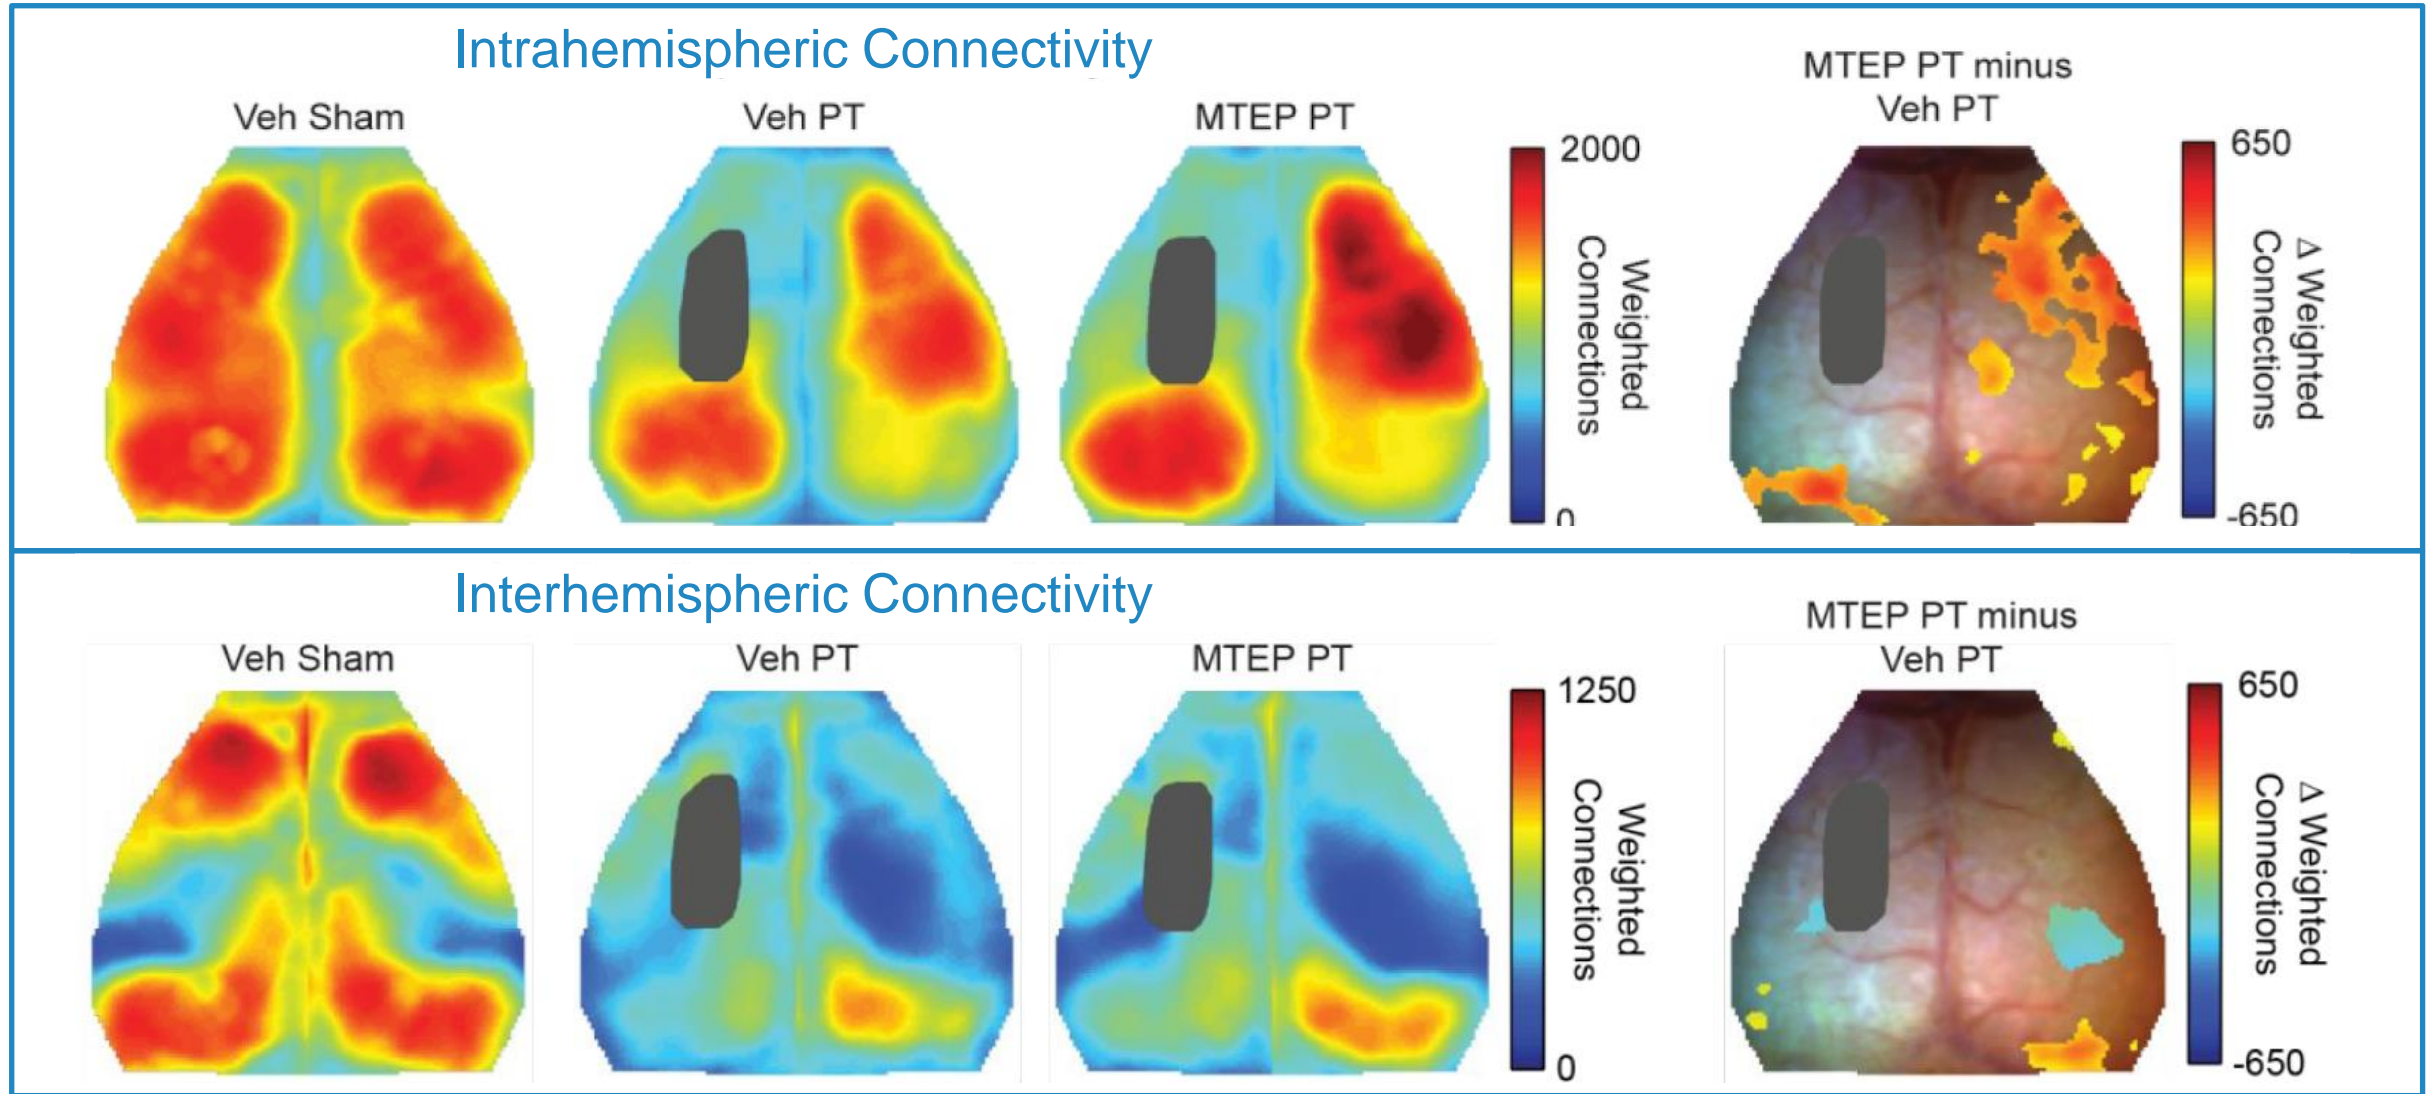 Intrahemispheric Connectivity
Veh Sham
Veh PT
MTEP PT
2000
0
Weighted
Connections
MTEP PT minus
Veh PT
650
-650
Δ Weighted
Connections
Interhemispheric Connectivity
Veh Sham
Veh PT
MTEP PT
1250
0
Weighted
Connections
MTEP PT minus
Veh PT
650
-650
Δ Weighted
Connections